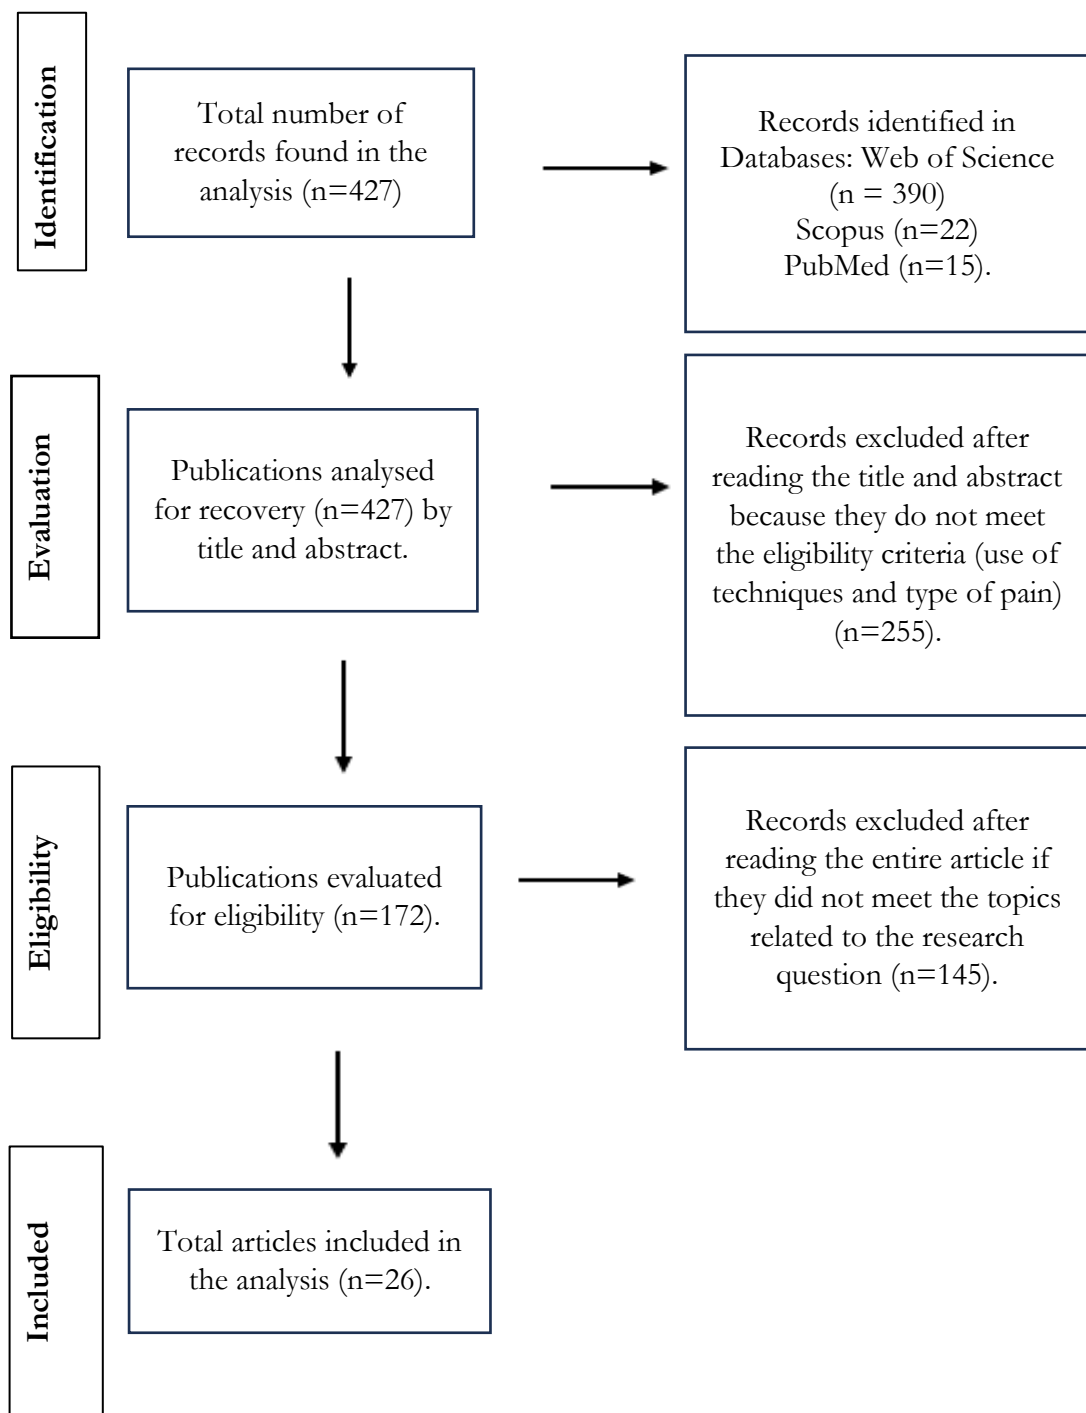 Identification
Total number of
records found in the
analysis (n=427)
Records identified in
Databases: Web of Science
(n = 390)
Scopus (n=22)
PubMed (n=15).
Evaluation
Publications analysed
for recovery (n=427) by
title and abstract.
Records excluded after
reading the title and abstract
because they do not meet
the eligibility criteria (use of
techniques and type of pain)
(n=255).
Eligibility
Publications evaluated
for eligibility (n=172).
Records excluded after
reading the entire article if
they did not meet the topics
related to the research
question (n=145).
Included
Total articles included in
the analysis (n=26).